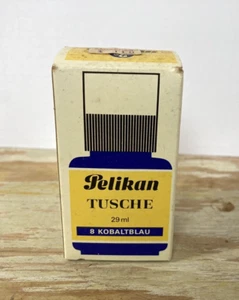 Pelikan
TUSCHE
29 ml
8 KOBALTBLAU